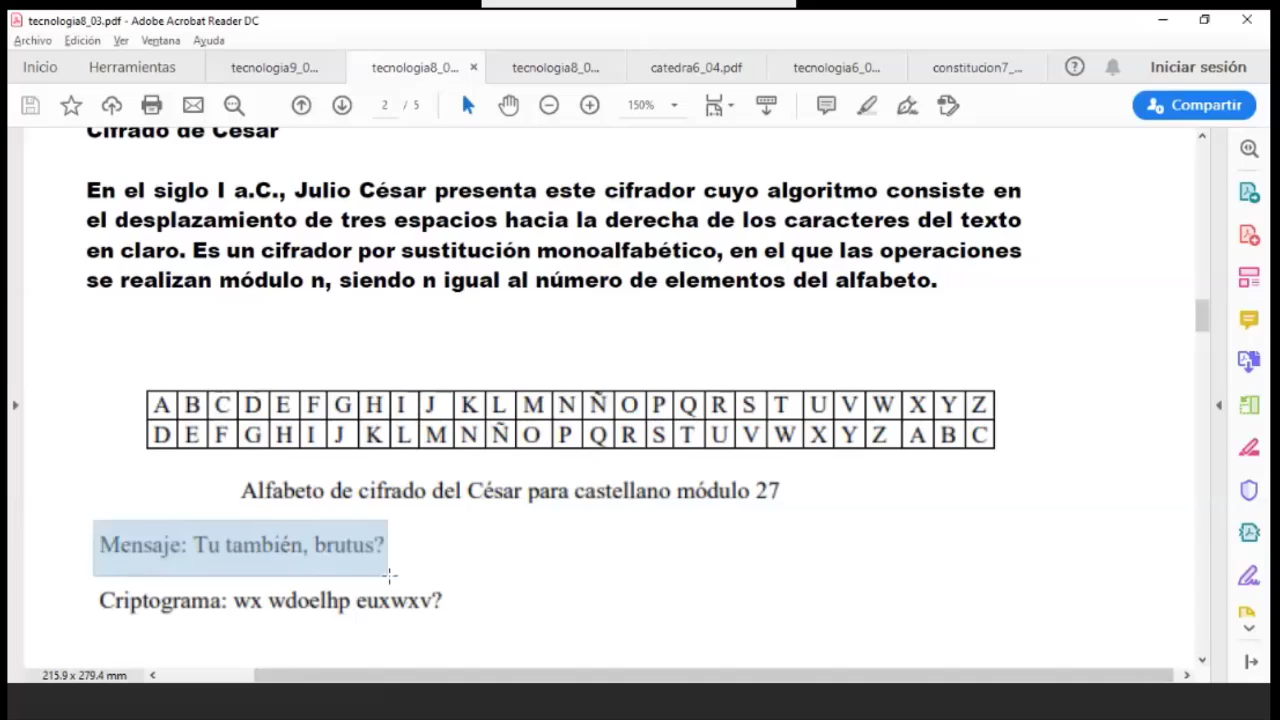 tecnologia8_03.pdf - Adobe Acrobat Reader DC
Archivo Edición Ver Ventana Ayuda
Inicio Herramientas tecnologia9_0... tecnologia8_0... × tecnologia8_0... catedra6_04.pdf tecnologia6_0... constitucion7_... Iniciar sesión
2 / 5 150% Compartir
Cifrado de César
En el siglo I a.C., Julio César presenta este cifrador cuyo algoritmo consiste en
el desplazamiento de tres espacios hacia la derecha de los caracteres del texto
en claro. Es un cifrador por sustitución monoalfabético, en el que las operaciones
se realizan módulo n, siendo n igual al número de elementos del alfabeto.
A B C D E F G H I J K L M N Ñ O P Q R S T U V W X Y Z
D E F G H I J K L M N Ñ O P Q R S T U V W X Y Z A B C
Alfabeto de cifrado del César para castellano módulo 27
Mensaje: Tu también, brutus?
Criptograma: wx wdoelhp euxwxv?
215.9 x 279.4 mm